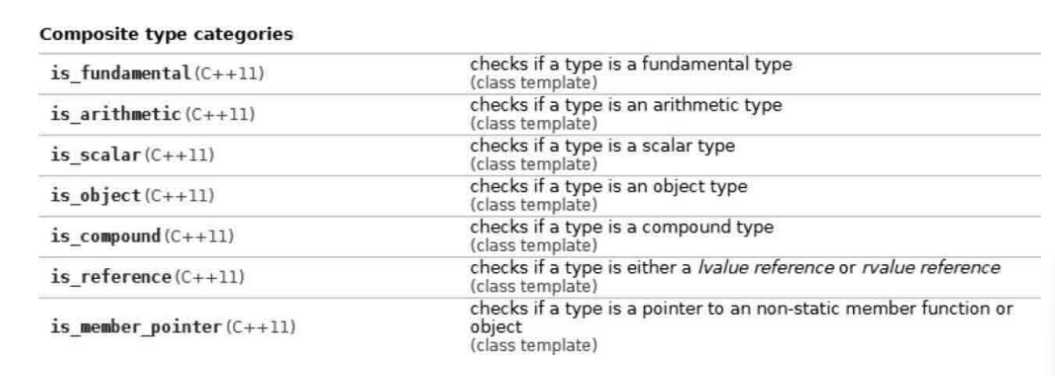 Composite type categories
is_fundamental(C++11)
checks if a type is a fundamental type
(class template)
is_arithmetic(C++11)
checks if a type is an arithmetic type
(class template)
is_scalar(C++11)
checks if a type is a scalar type
(class template)
is_object(C++11)
checks if a type is an object type
(class template)
is_compound(C++11)
checks if a type is a compound type
(class template)
is_reference(C++11)
checks if a type is either a lvalue reference or rvalue reference
(class template)
is_member_pointer(C++11)
checks if a type is a pointer to an non-static member function or
object
(class template)